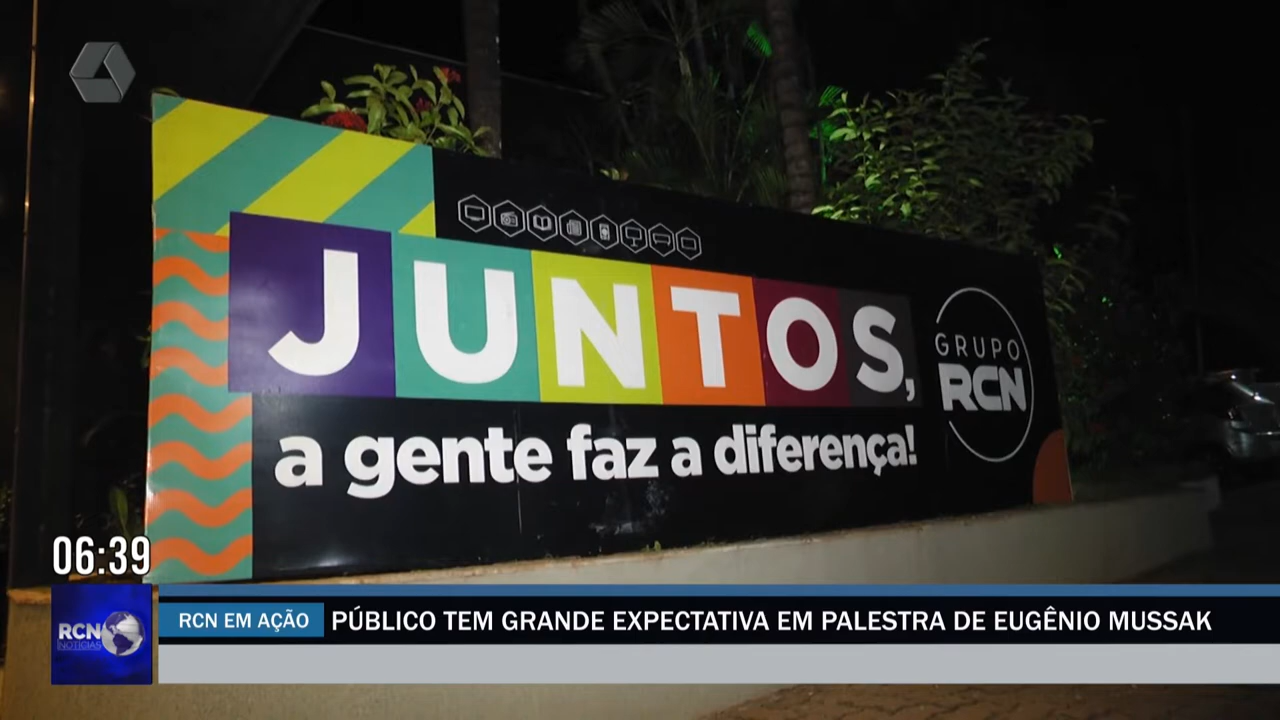 JUNTOS,
a gente faz a diferença!
GRUPO
RCN
06:39
RCN
NOTÍCIAS
RCN EM AÇÃO
PÚBLICO TEM GRANDE EXPECTATIVA EM PALESTRA DE EUGÊNIO MUSSAK